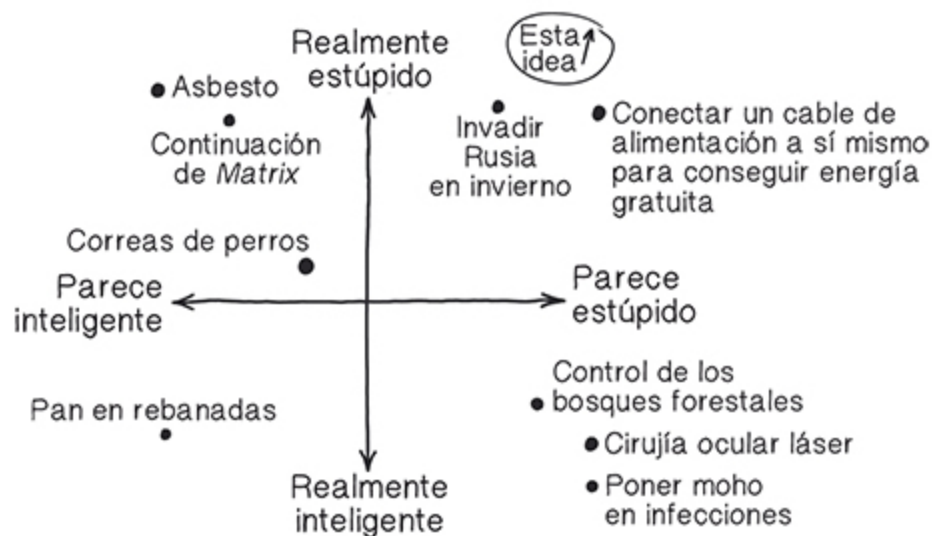 Realmente
estúpido
Esta
idea
Asbesto
Continuación
de Matrix
Invadir
Rusia
en invierno
Conectar un cable de
alimentación a sí mismo
para conseguir energía
gratuita
Correas de perros
Parece
inteligente
Parece
estúpido
Pan en rebanadas
Control de los
bosques forestales
Cirujía ocular láser
Poner moho
en infecciones
Realmente
inteligente